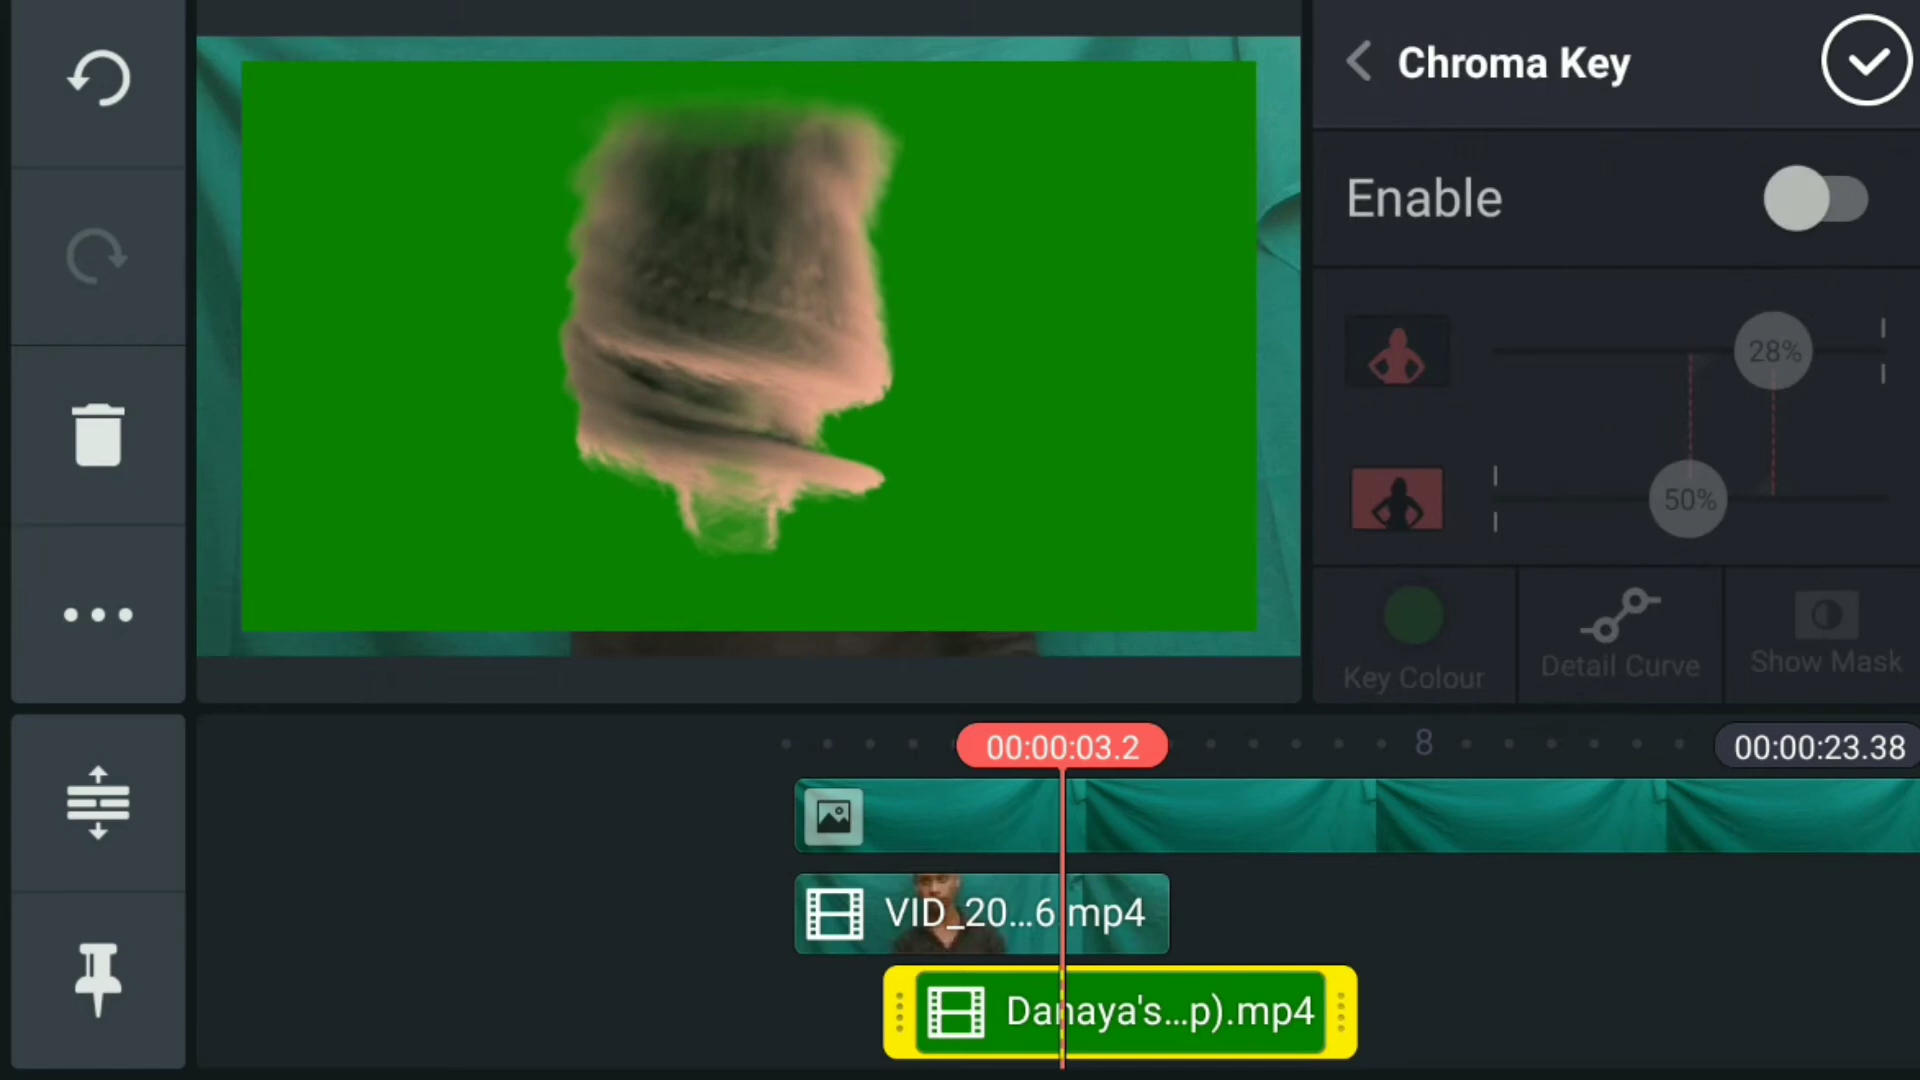 Chroma Key
Enable
28%
50%
Key Colour
Detail Curve
Show Mask
00:00:03.2
8
00:00:23.38
VID_20...6.mp4
Danaya's...p).mp4